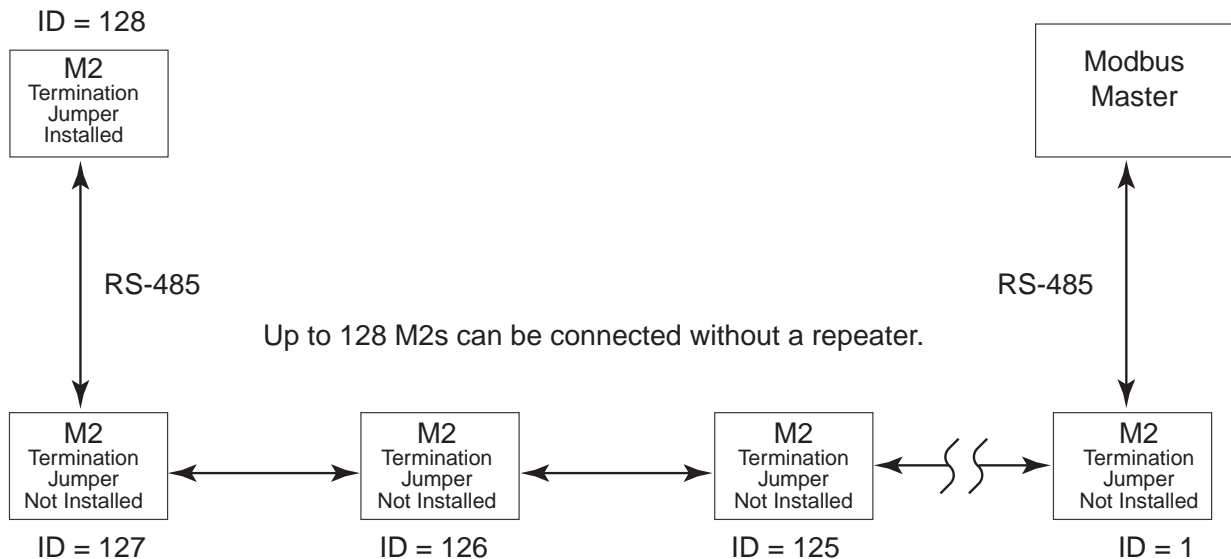 ID = 128
M2
Termination
Jumper
Installed
Modbus
Master
RS-485
RS-485
Up to 128 M2s can be connected without a repeater.
M2
Termination
Jumper
Not Installed
M2
Termination
Jumper
Not Installed
M2
Termination
Jumper
Not Installed
M2
Termination
Jumper
Not Installed
ID = 127
ID = 126
ID = 125
ID = 1